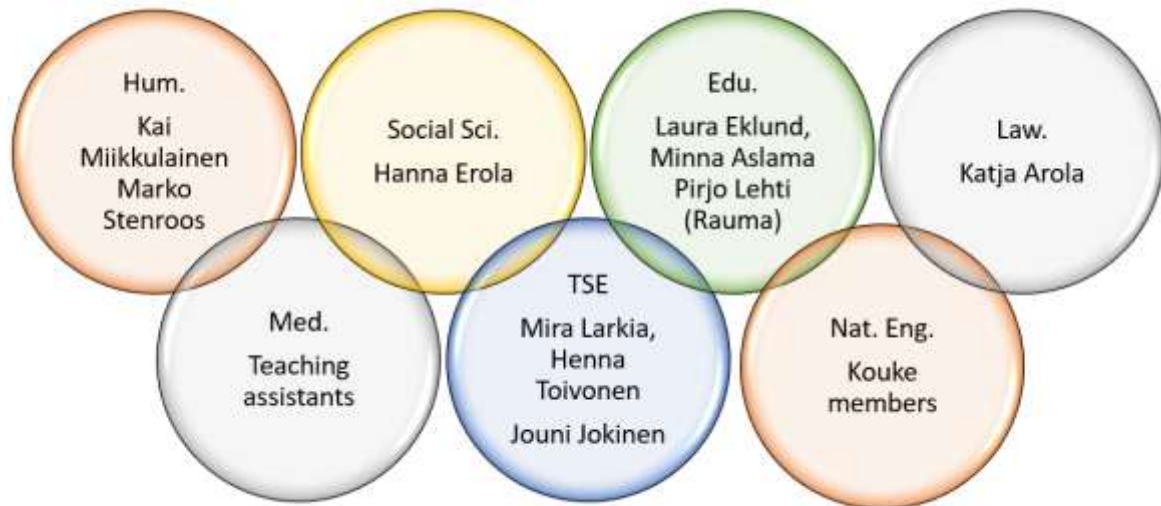 Hum.
Kai
Miikkulainen
Marko
Stenroos
Social Sci.
Hanna Erola
Edu.
Laura Eklund,
Minna Aslama
Pirjo Lehti
(Rauma)
Law.
Katja Arola
Med.
Teaching
assistants
TSE
Mira Larkia,
Henna
Toivonen
Jouni Jokinen
Nat. Eng.
Kouke
members